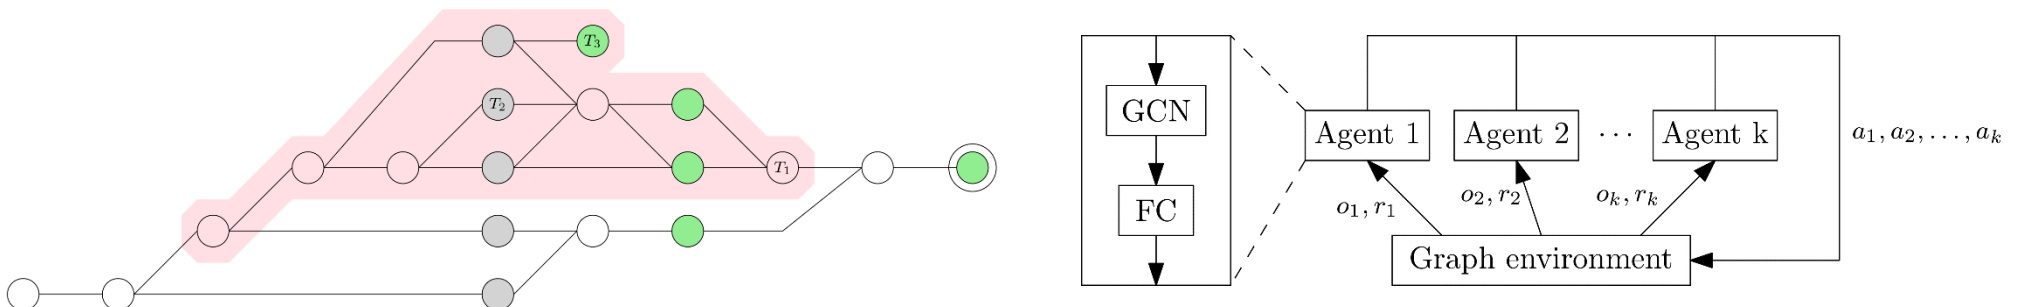 T₃
T₂
T₁
GCN
FC
Agent 1
Agent 2
⋯
Agent k
a₁, a₂, …, aₖ
o₁, r₁
o₂, r₂
oₖ, rₖ
Graph environment